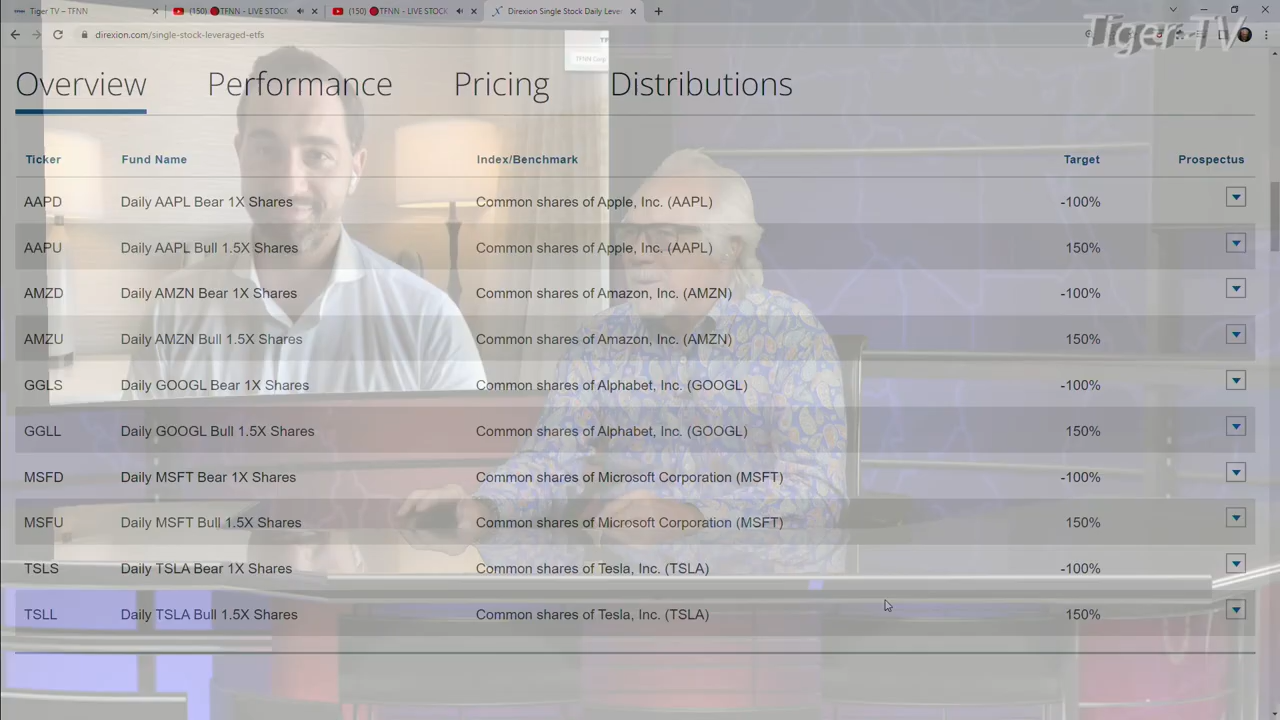 Tiger TV – TFNN
(150) 🔴TFNN - LIVE STOCK
(150) 🔴TFNN - LIVE STOCK
Direxion Single Stock Daily Leve
Tiger-TV
direxion.com/single-stock-leveraged-etfs
TFNN Corp
Overview Performance Pricing Distributions
Ticker Fund Name Index/Benchmark Target Prospectus
AAPD Daily AAPL Bear 1X Shares Common shares of Apple, Inc. (AAPL) -100%
AAPU Daily AAPL Bull 1.5X Shares Common shares of Apple, Inc. (AAPL) 150%
AMZD Daily AMZN Bear 1X Shares Common shares of Amazon, Inc. (AMZN) -100%
AMZU Daily AMZN Bull 1.5X Shares Common shares of Amazon, Inc. (AMZN) 150%
GGLS Daily GOOGL Bear 1X Shares Common shares of Alphabet, Inc. (GOOGL) -100%
GGLL Daily GOOGL Bull 1.5X Shares Common shares of Alphabet, Inc. (GOOGL) 150%
MSFD Daily MSFT Bear 1X Shares Common shares of Microsoft Corporation (MSFT) -100%
MSFU Daily MSFT Bull 1.5X Shares Common shares of Microsoft Corporation (MSFT) 150%
TSLS Daily TSLA Bear 1X Shares Common shares of Tesla, Inc. (TSLA) -100%
TSLL Daily TSLA Bull 1.5X Shares Common shares of Tesla, Inc. (TSLA) 150%